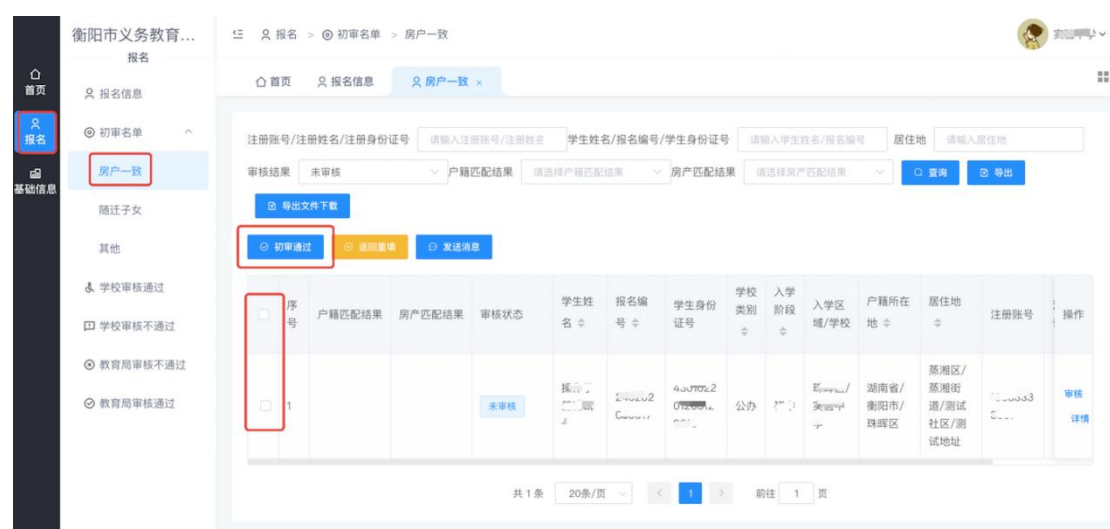 衡阳市义务教育...
报名
报名 > 初审名单 > 房户一致
首页
报名
基础信息
报名信息
初审名单
房户一致
随迁子女
其他
学校审核通过
学校审核不通过
教育局审核不通过
教育局审核通过
首页 报名信息 房户一致 ×
注册账号/注册姓名/注册身份证号 请输入注册账号/注册姓名 学生姓名/报名编号/学生身份证号 请输入学生姓名/报名编号 居住地 请输入居住地
审核结果 未审核 户籍匹配结果 请选择户籍匹配结果 房产匹配结果 请选择房产匹配结果 查询 导出
导出文件下载
初审通过 返回重填 发送消息
序号 户籍匹配结果 房产匹配结果 审核状态 学生姓名 报名编号 学生身份证号 学校类别 入学阶段 入学区域/学校 户籍所在地 居住地 注册账号 操作
1 未审核 公办 湖南省/衡阳市/珠晖区 蒸湘区/蒸湘街道/测试社区/测试地址 审核 详情
共 1 条 20条/页 < 1 > 前往 1 页